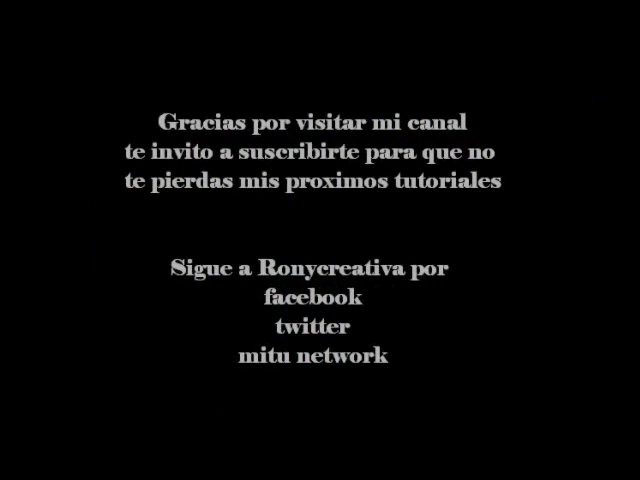 Gracias por visitar mi canal
te invito a suscribirte para que no
te pierdas mis proximos tutoriales
Sigue a Ronycreativa por
facebook
twitter
mitu network